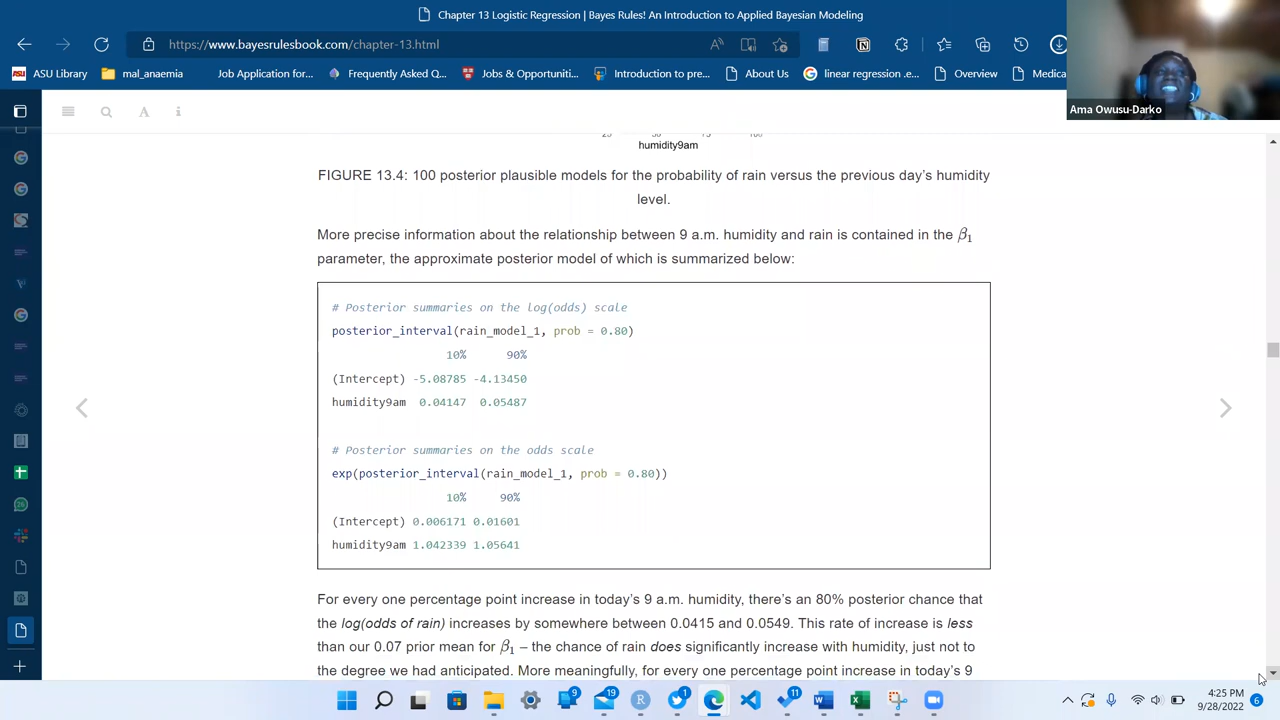 Chapter 13 Logistic Regression | Bayes Rules! An Introduction to Applied Bayesian Modeling
https://www.bayesrulesbook.com/chapter-13.html
ASU Library
mal_anaemia
Job Application for...
Frequently Asked Q...
Jobs & Opportuniti...
Introduction to pre...
About Us
linear regression .e...
Overview
Medica
Ama Owusu-Darko
humidity9am
FIGURE 13.4: 100 posterior plausible models for the probability of rain versus the previous day's humidity
level.
More precise information about the relationship between 9 a.m. humidity and rain is contained in the β1
parameter, the approximate posterior model of which is summarized below:
# Posterior summaries on the log(odds) scale
posterior_interval(rain_model_1, prob = 0.80)
10% 90%
(Intercept) -5.08785 -4.13450
humidity9am 0.04147 0.05487
# Posterior summaries on the odds scale
exp(posterior_interval(rain_model_1, prob = 0.80))
10% 90%
(Intercept) 0.006171 0.01601
humidity9am 1.042339 1.05641
For every one percentage point increase in today's 9 a.m. humidity, there's an 80% posterior chance that
the log(odds of rain) increases by somewhere between 0.0415 and 0.0549. This rate of increase is less
than our 0.07 prior mean for β1 – the chance of rain does significantly increase with humidity, just not to
the degree we had anticipated. More meaningfully, for every one percentage point increase in today's 9
9
19
1
11
4:25 PM
9/28/2022
6